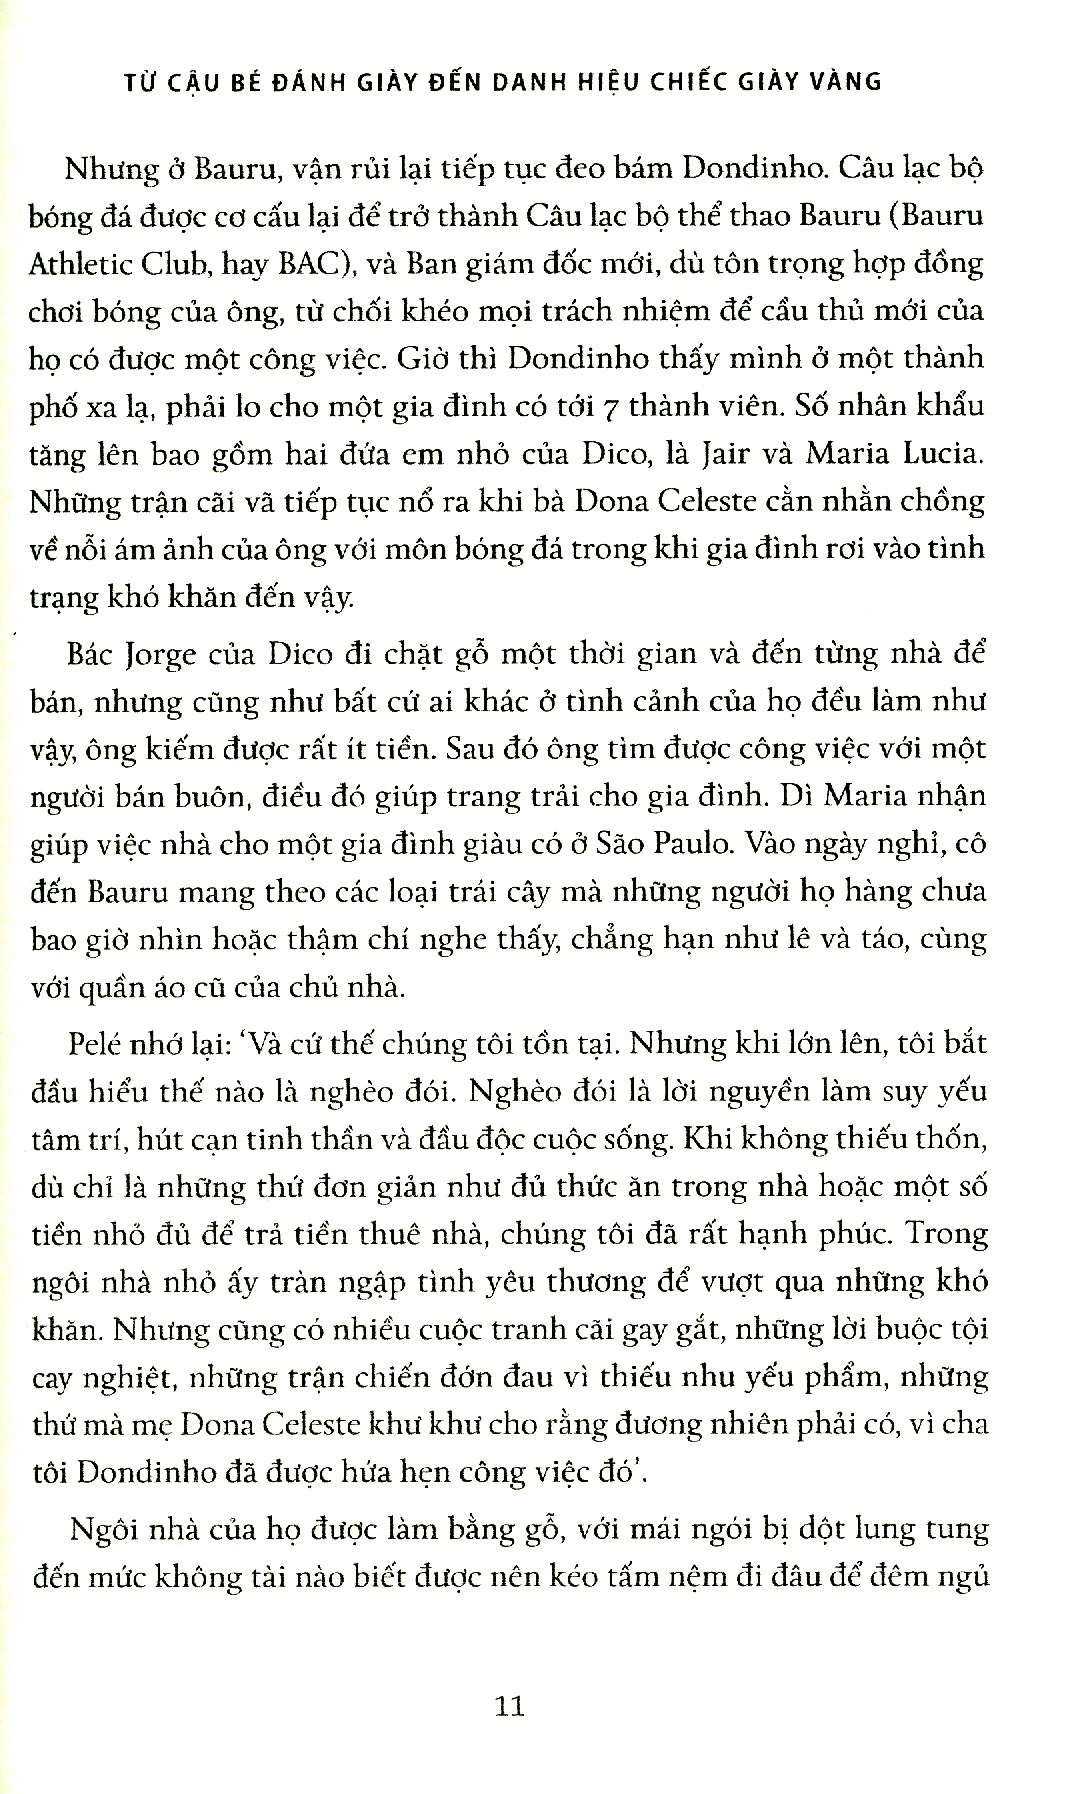 TỪ CẬU BÉ ĐÁNH GIÀY ĐẾN DANH HIỆU CHIẾC GIÀY VÀNG
Nhưng ở Bauru, vận rủi lại tiếp tục đeo bám Dondinho. Câu lạc bộ
bóng đá được cơ cấu lại để trở thành Câu lạc bộ thể thao Bauru (Bauru
Athletic Club, hay BAC), và Ban giám đốc mới, dù tôn trọng hợp đồng
chơi bóng của ông, từ chối khéo mọi trách nhiệm để cầu thủ mới của
họ có được một công việc. Giờ thì Dondinho thấy mình ở một thành
phố xa lạ, phải lo cho một gia đình có tới 7 thành viên. Số nhân khẩu
tăng lên bao gồm hai đứa em nhỏ của Dico, là Jair và Maria Lucia.
Những trận cãi vã tiếp tục nổ ra khi bà Dona Celeste cằn nhằn chồng
về nỗi ám ảnh của ông với môn bóng đá trong khi gia đình rơi vào tình
trạng khó khăn đến vậy.
Bác Jorge của Dico đi chặt gỗ một thời gian và đến từng nhà để
bán, nhưng cũng như bất cứ ai khác ở tình cảnh của họ đều làm như
vậy, ông kiếm được rất ít tiền. Sau đó ông tìm được công việc với một
người bán buôn, điều đó giúp trang trải cho gia đình. Dì Maria nhận
giúp việc nhà cho một gia đình giàu có ở São Paulo. Vào ngày nghỉ, cô
đến Bauru mang theo các loại trái cây mà những người họ hàng chưa
bao giờ nhìn hoặc thậm chí nghe thấy, chẳng hạn như lê và táo, cùng
với quần áo cũ của chủ nhà.
Pelé nhớ lại: ‘Và cứ thế chúng tôi tồn tại. Nhưng khi lớn lên, tôi bắt
đầu hiểu thế nào là nghèo đói. Nghèo đói là lời nguyền làm suy yếu
tâm trí, hút cạn tinh thần và đầu độc cuộc sống. Khi không thiếu thốn,
dù chỉ là những thứ đơn giản như đủ thức ăn trong nhà hoặc một số
tiền nhỏ đủ để trả tiền thuê nhà, chúng tôi đã rất hạnh phúc. Trong
ngôi nhà nhỏ ấy tràn ngập tình yêu thương để vượt qua những khó
khăn. Nhưng cũng có nhiều cuộc tranh cãi gay gắt, những lời buộc tội
cay nghiệt, những trận chiến đớn đau vì thiếu nhu yếu phẩm, những
thứ mà mẹ Dona Celeste khư khư cho rằng đương nhiên phải có, vì cha
tôi Dondinho đã được hứa hẹn công việc đó’.
Ngôi nhà của họ được làm bằng gỗ, với mái ngói bị dột lung tung
đến mức không tài nào biết được nên kéo tấm nệm đi đâu để đêm ngủ
11